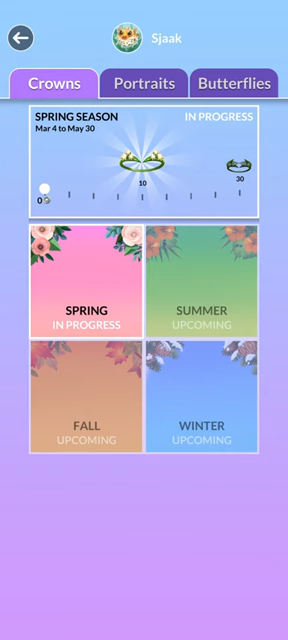 Sjaak
Crowns
Portraits
Butterflies
SPRING SEASON
IN PROGRESS
Mar 4 to May 30
10
30
0
SPRING
IN PROGRESS
SUMMER
UPCOMING
FALL
UPCOMING
WINTER
UPCOMING